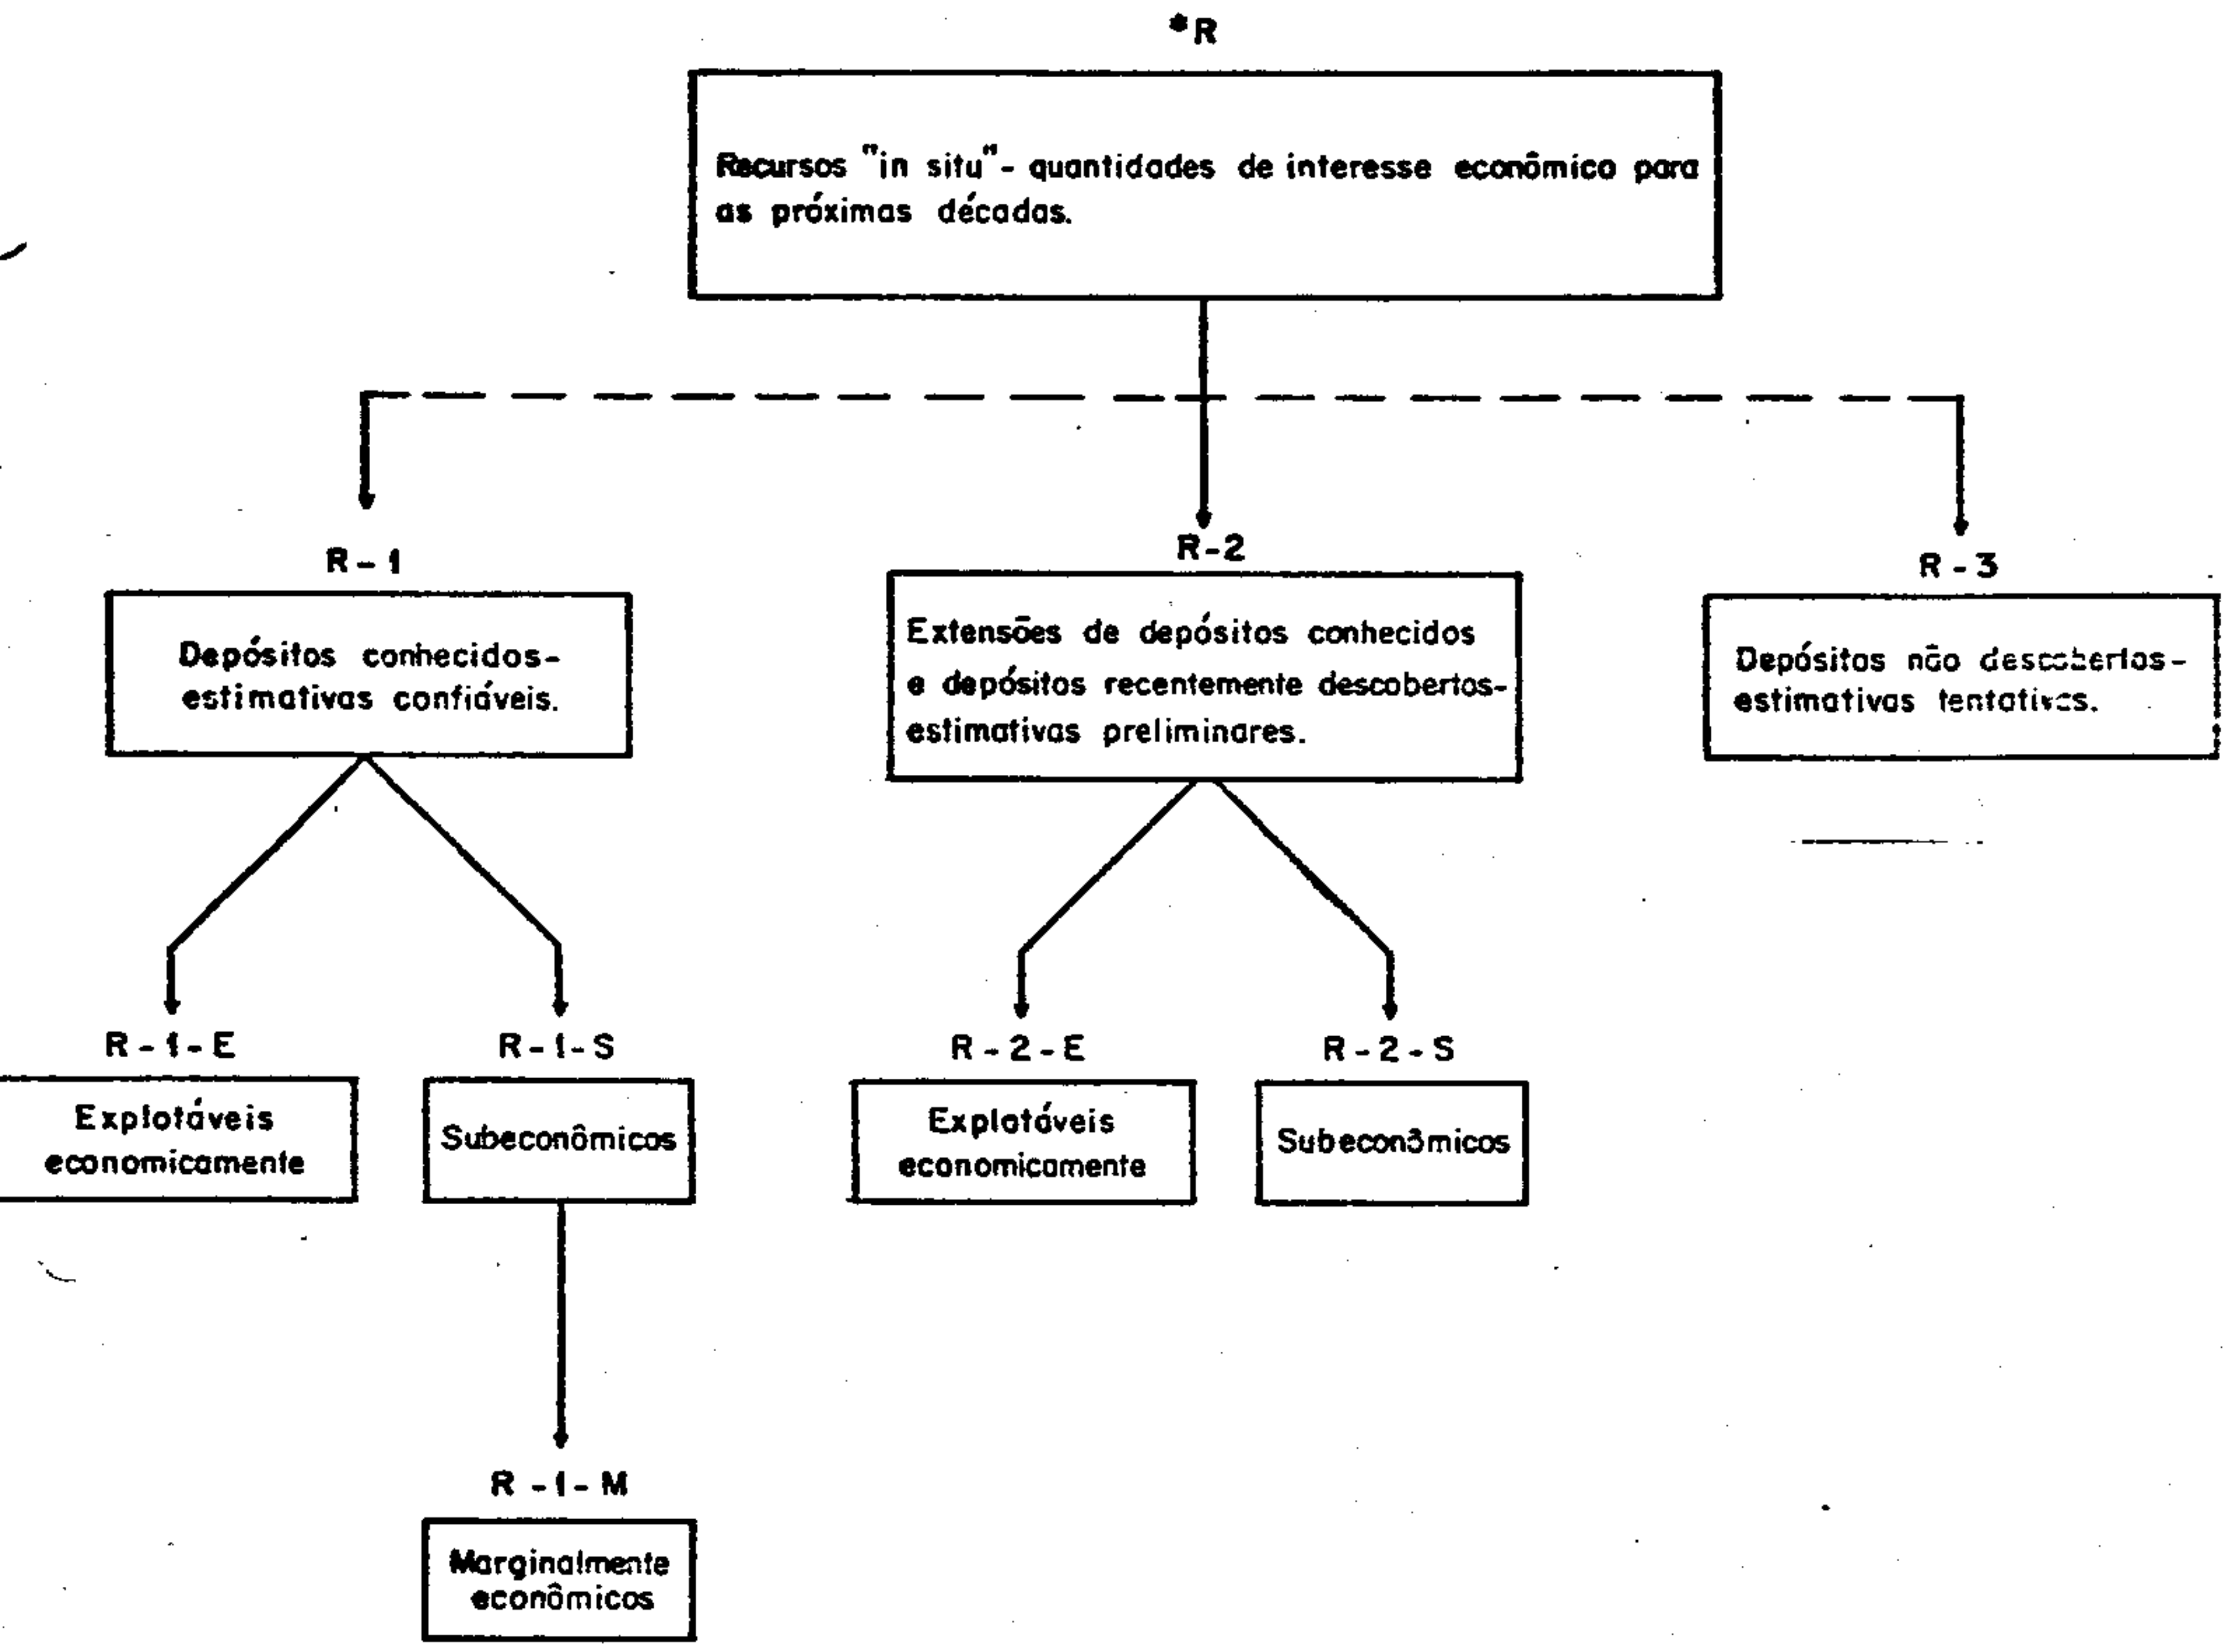 *R
Recursos "in situ"- quantidades de interesse econômico para
as próximas décadas.
R-1
Depósitos conhecidos-
estimativas confiáveis.
R-2
Extensões de depósitos conhecidos
e depósitos recentemente descobertos-
estimativas preliminares.
R-3
Depósitos não descobertos-
estimativas tentativas.
R-1-E
Explotáveis
economicamente
R-1-S
Subeconômicos
R-2-E
Explotáveis
economicamente
R-2-S
Subeconômicos
R-1-M
Marginalmente
econômicos